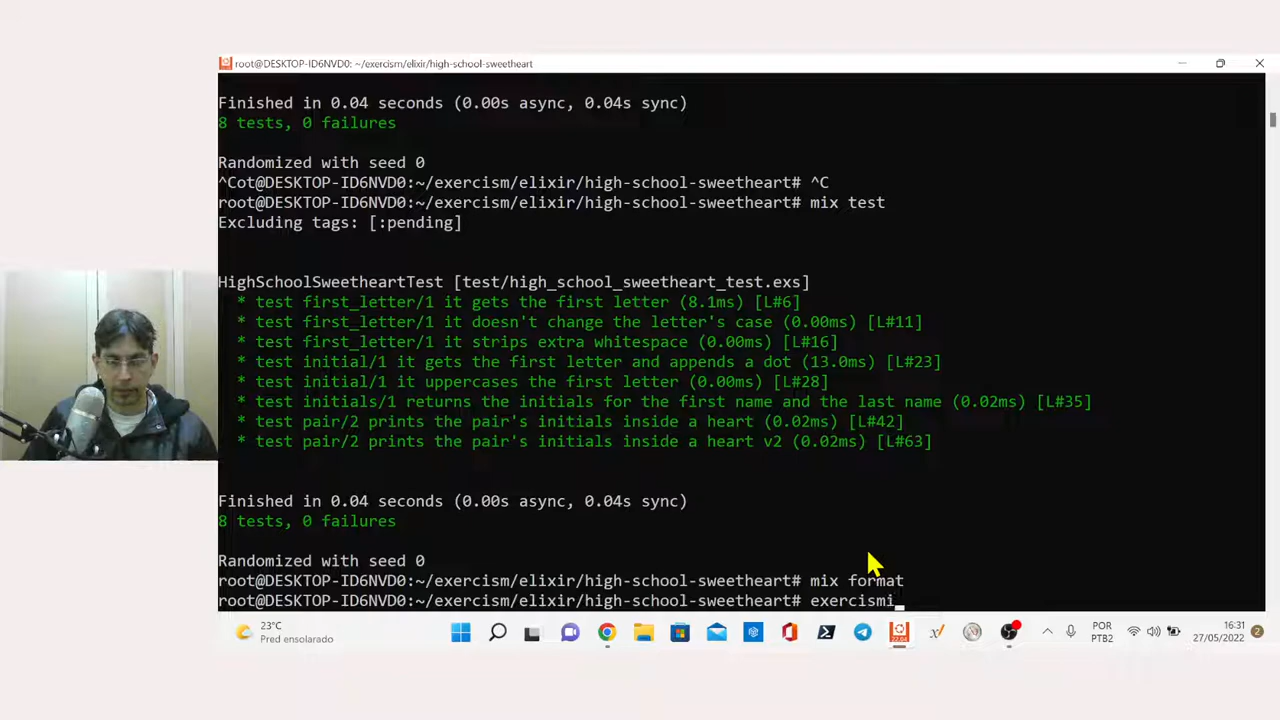 root@DESKTOP-ID6NVD0: ~/exercism/elixir/high-school-sweetheart
Finished in 0.04 seconds (0.00s async, 0.04s sync)
8 tests, 0 failures
Randomized with seed 0
^Cot@DESKTOP-ID6NVD0:~/exercism/elixir/high-school-sweetheart# ^C
root@DESKTOP-ID6NVD0:~/exercism/elixir/high-school-sweetheart# mix test
Excluding tags: [:pending]
HighSchoolSweetheartTest [test/high_school_sweetheart_test.exs]
* test first_letter/1 it gets the first letter (8.1ms) [L#6]
* test first_letter/1 it doesn't change the letter's case (0.00ms) [L#11]
* test first_letter/1 it strips extra whitespace (0.00ms) [L#16]
* test initial/1 it gets the first letter and appends a dot (13.0ms) [L#23]
* test initial/1 it uppercases the first letter (0.00ms) [L#28]
* test initials/1 returns the initials for the first name and the last name (0.02ms) [L#35]
* test pair/2 prints the pair's initials inside a heart (0.02ms) [L#42]
* test pair/2 prints the pair's initials inside a heart v2 (0.02ms) [L#63]
Finished in 0.04 seconds (0.00s async, 0.04s sync)
8 tests, 0 failures
Randomized with seed 0
root@DESKTOP-ID6NVD0:~/exercism/elixir/high-school-sweetheart# mix format
root@DESKTOP-ID6NVD0:~/exercism/elixir/high-school-sweetheart# exercismi
23°C
Pred ensolarado
22.04
POR
PTB2
16:31
27/05/2022
2